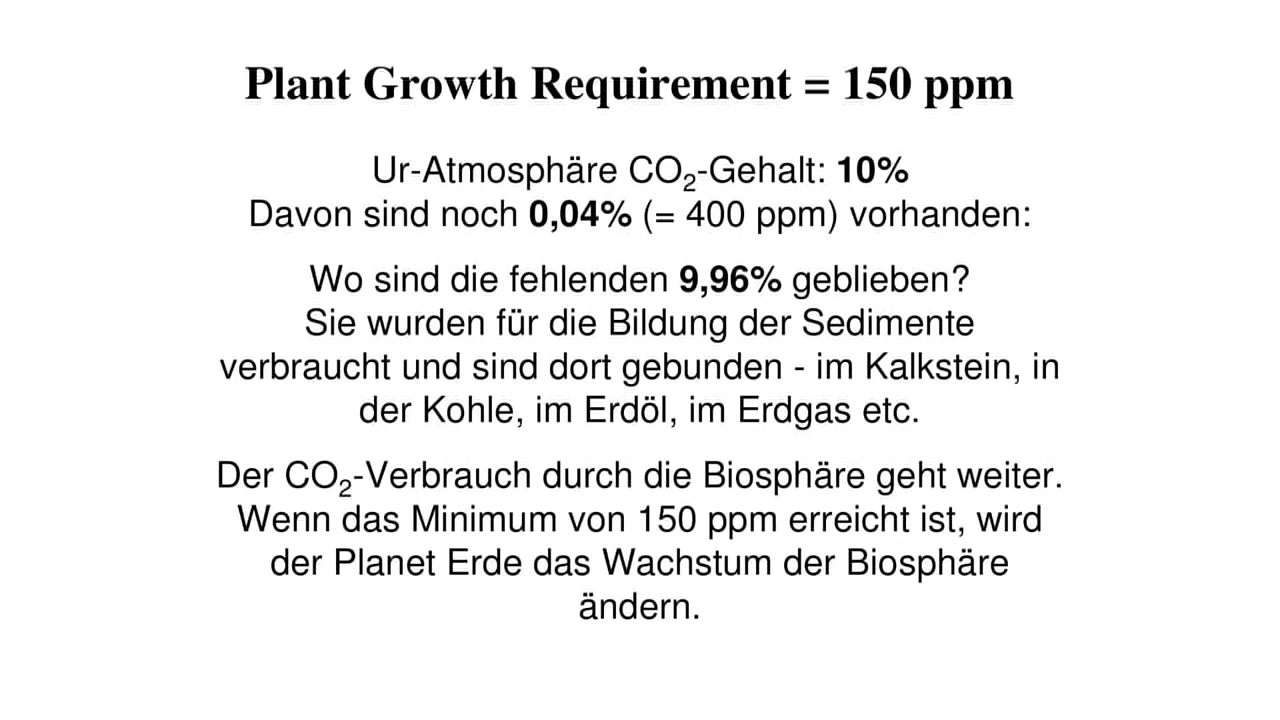 Plant Growth Requirement = 150 ppm
Ur-Atmosphäre CO₂-Gehalt: 10%
Davon sind noch 0,04% (= 400 ppm) vorhanden:
Wo sind die fehlenden 9,96% geblieben?
Sie wurden für die Bildung der Sedimente
verbraucht und sind dort gebunden - im Kalkstein, in
der Kohle, im Erdöl, im Erdgas etc.
Der CO₂-Verbrauch durch die Biosphäre geht weiter.
Wenn das Minimum von 150 ppm erreicht ist, wird
der Planet Erde das Wachstum der Biosphäre
ändern.